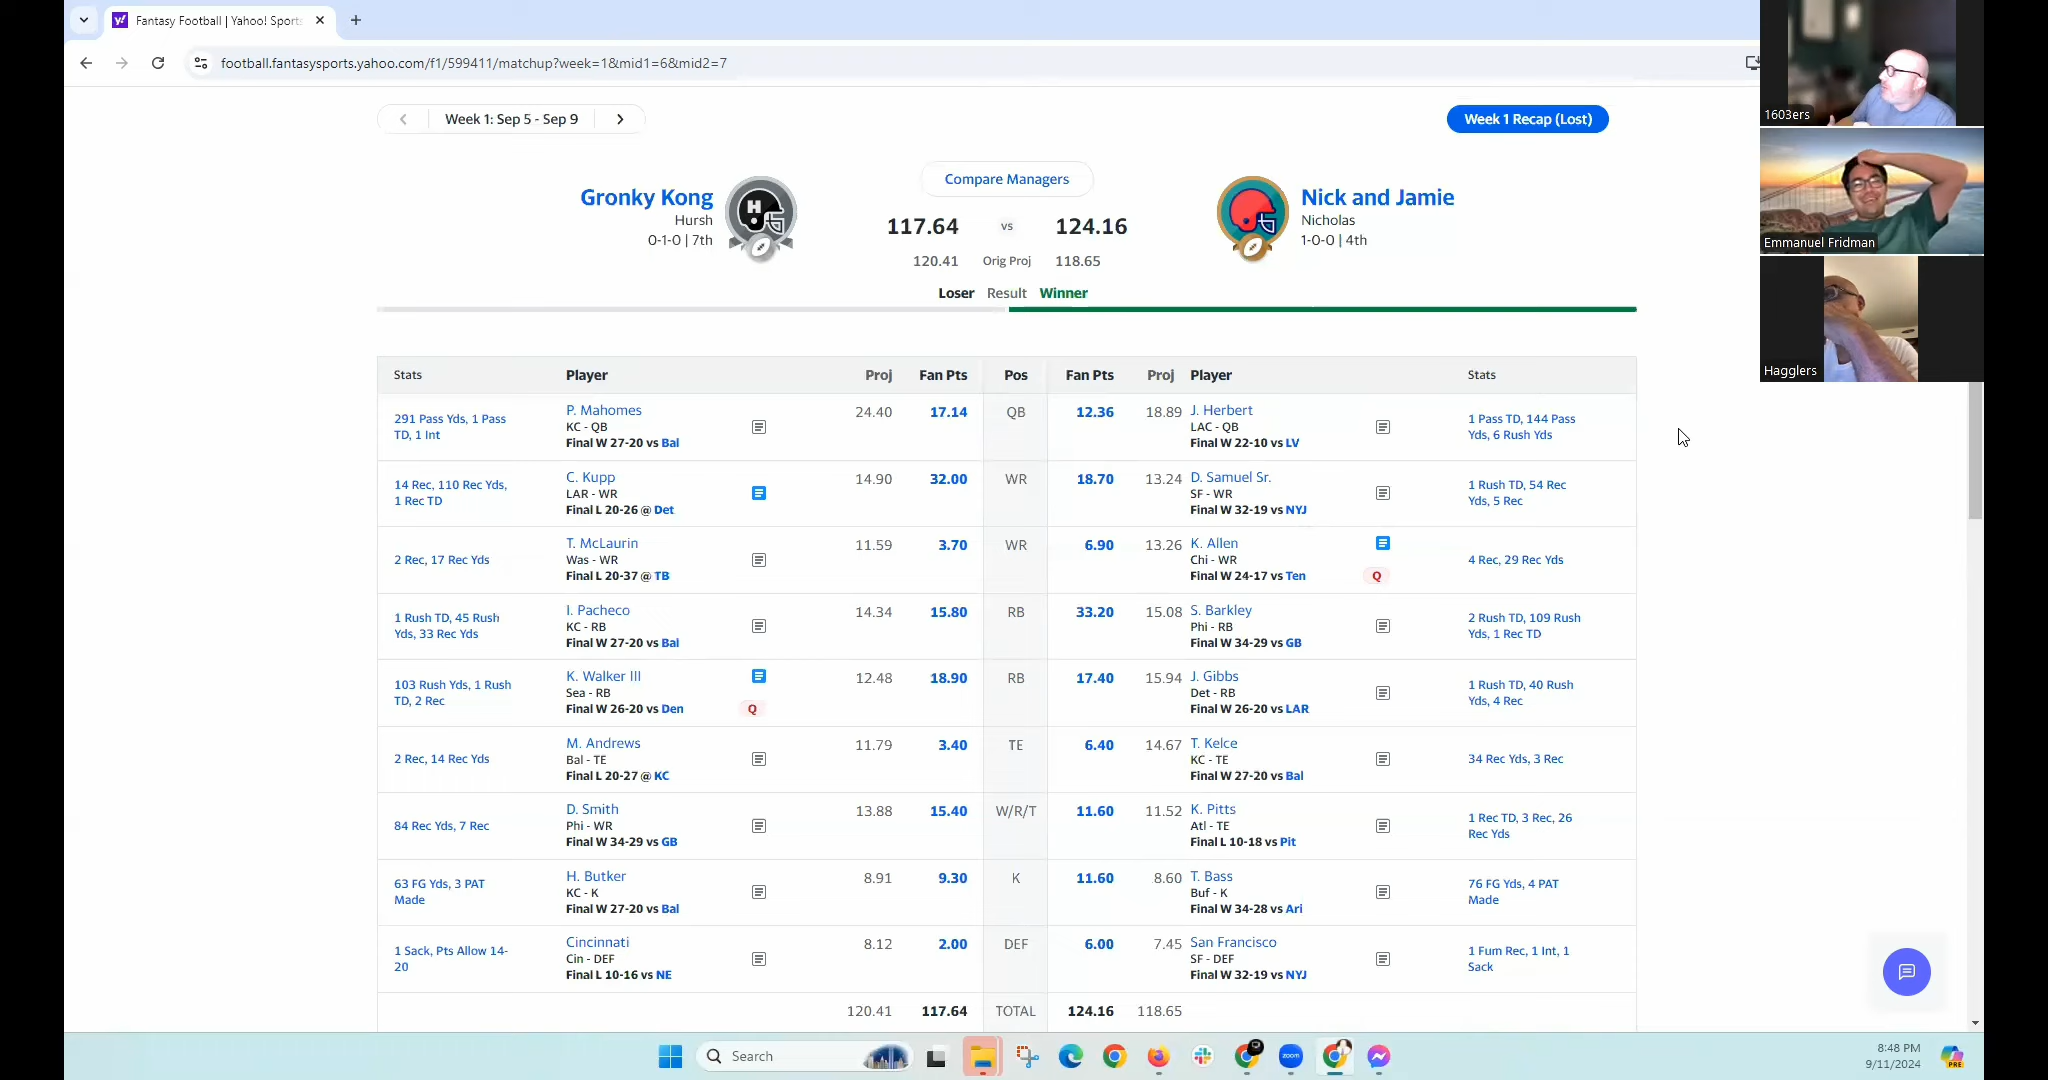 Fantasy Football | Yahoo! Sports
football.fantasysports.yahoo.com/f1/599411/matchup?week=1&mid1=6&mid2=7
Week 1: Sep 5 - Sep 9
Week 1 Recap (Lost)
Compare Managers
Gronky Kong
Hursh
0-1-0 | 7th
H
117.64 vs 124.16
120.41 Orig Proj 118.65
Loser Result Winner
Nick and Jamie
Nicholas
1-0-0 | 4th
1603ers
Emmanuel Fridman
Hagglers
Stats Player Proj Fan Pts Pos Fan Pts Proj Player Stats
291 Pass Yds, 1 Pass
TD, 1 Int
P. Mahomes
KC - QB
Final W 27-20 vs Bal
24.40 17.14 QB 12.36 18.89
J. Herbert
LAC - QB
Final W 22-10 vs LV
1 Pass TD, 144 Pass
Yds, 6 Rush Yds
14 Rec, 110 Rec Yds,
1 Rec TD
C. Kupp
LAR - WR
Final L 20-26 @ Det
14.90 32.00 WR 18.70 13.24
D. Samuel Sr.
SF - WR
Final W 32-19 vs NYJ
1 Rush TD, 54 Rec
Yds, 5 Rec
2 Rec, 17 Rec Yds
T. McLaurin
Was - WR
Final L 20-37 @ TB
11.59 3.70 WR 6.90 13.26
K. Allen
Chi - WR
Final W 24-17 vs Ten
Q
4 Rec, 29 Rec Yds
1 Rush TD, 45 Rush
Yds, 33 Rec Yds
I. Pacheco
KC - RB
Final W 27-20 vs Bal
14.34 15.80 RB 33.20 15.08
S. Barkley
Phi - RB
Final W 34-29 vs GB
2 Rush TD, 109 Rush
Yds, 1 Rec TD
103 Rush Yds, 1 Rush
TD, 2 Rec
K. Walker III
Sea - RB
Final W 26-20 vs Den
Q
12.48 18.90 RB 17.40 15.94
J. Gibbs
Det - RB
Final W 26-20 vs LAR
1 Rush TD, 40 Rush
Yds, 4 Rec
2 Rec, 14 Rec Yds
M. Andrews
Bal - TE
Final L 20-27 @ KC
11.79 3.40 TE 6.40 14.67
T. Kelce
KC - TE
Final W 27-20 vs Bal
34 Rec Yds, 3 Rec
84 Rec Yds, 7 Rec
D. Smith
Phi - WR
Final W 34-29 vs GB
13.88 15.40 W/R/T 11.60 11.52
K. Pitts
Atl - TE
Final L 10-18 vs Pit
1 Rec TD, 3 Rec, 26
Rec Yds
63 FG Yds, 3 PAT
Made
H. Butker
KC - K
Final W 27-20 vs Bal
8.91 9.30 K 11.60 8.60
T. Bass
Buf - K
Final W 34-28 vs Ari
76 FG Yds, 4 PAT
Made
1 Sack, Pts Allow 14-
20
Cincinnati
Cin - DEF
Final L 10-16 vs NE
8.12 2.00 DEF 6.00 7.45
San Francisco
SF - DEF
Final W 32-19 vs NYJ
1 Fum Rec, 1 Int, 1
Sack
120.41 117.64 TOTAL 124.16 118.65
Search
zoom
8:48 PM
9/11/2024
PRE